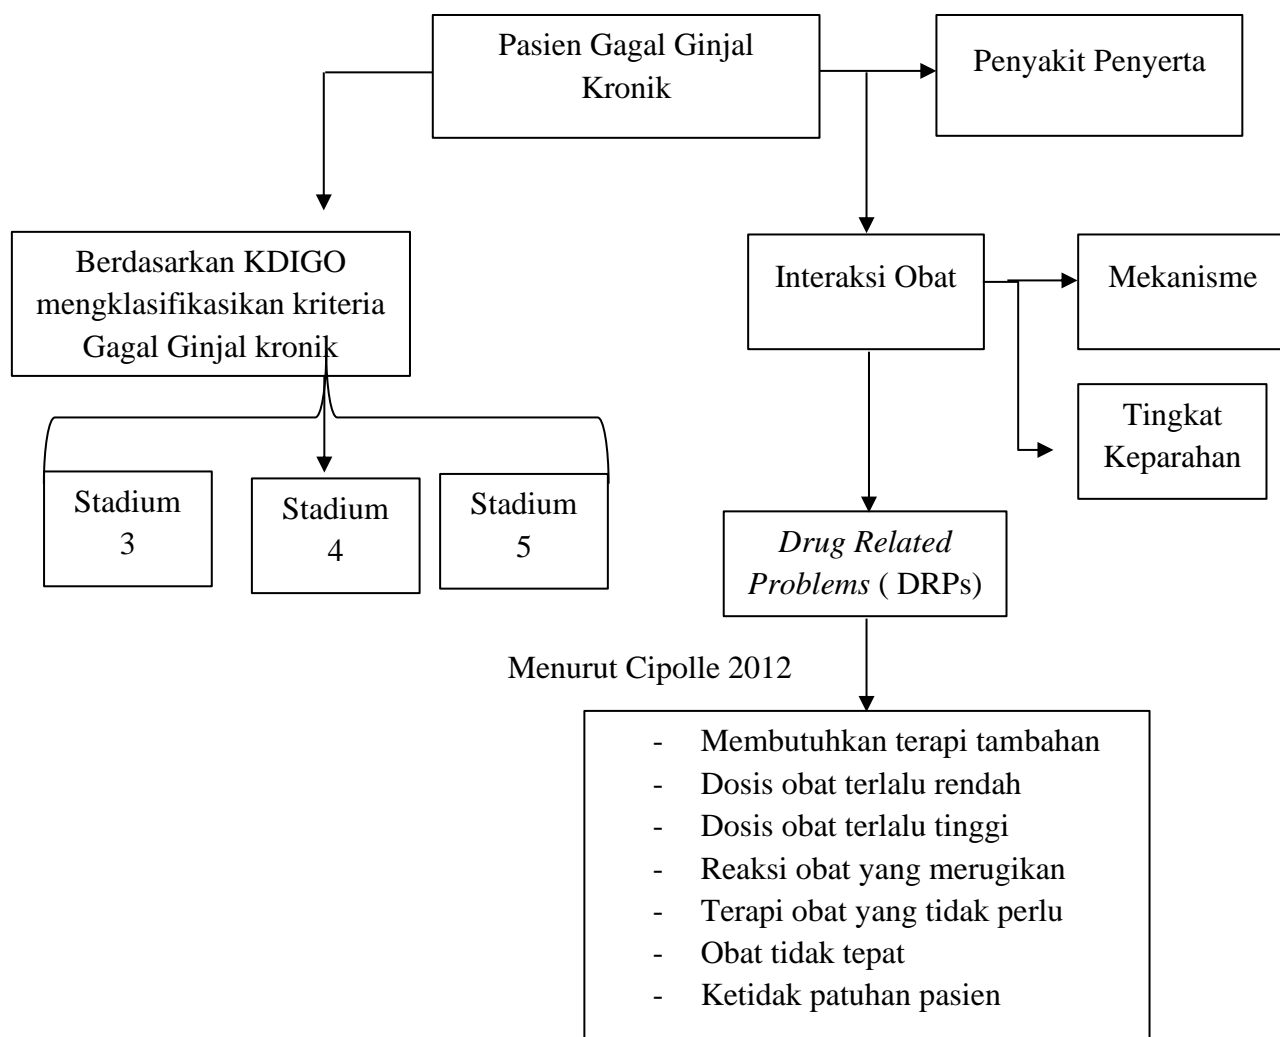 Pasien Gagal Ginjal
Kronik
Penyakit Penyerta
Berdasarkan KDIGO
mengklasifikasikan kriteria
Gagal Ginjal kronik
Interaksi Obat
Mekanisme
Tingkat
Keparahan
Stadium
3
Stadium
4
Stadium
5
Drug Related
Problems ( DRPs)
Menurut Cipolle 2012
- Membutuhkan terapi tambahan
- Dosis obat terlalu rendah
- Dosis obat terlalu tinggi
- Reaksi obat yang merugikan
- Terapi obat yang tidak perlu
- Obat tidak tepat
- Ketidak patuhan pasien